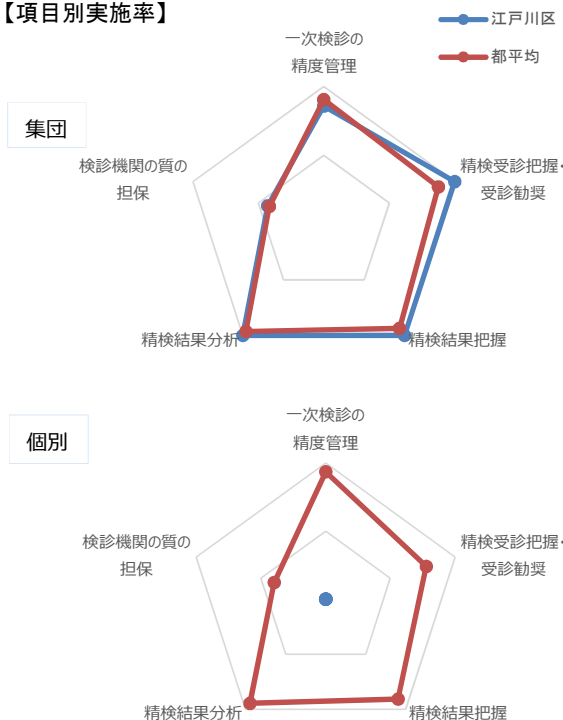 【項目別実施率】
江戸川区
都平均
集団
一次検診の
精度管理
精検受診把握・
受診勧奨
精検結果把握
精検結果分析
検診機関の質の
担保
個別
一次検診の
精度管理
精検受診把握・
受診勧奨
精検結果把握
精検結果分析
検診機関の質の
担保